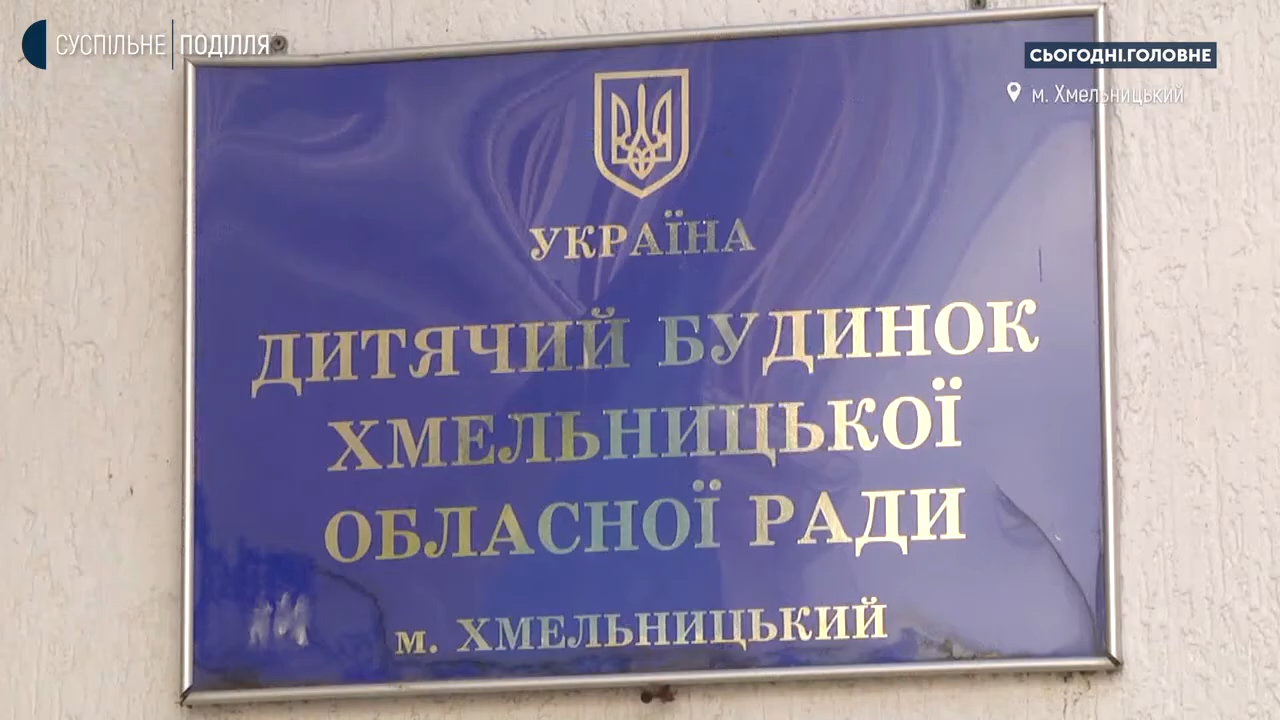 СУСПІЛЬНЕ ПОДІЛЛЯ
СЬОГОДНІ.ГОЛОВНЕ
м. Хмельницький
УКРАЇНА
ДИТЯЧИЙ БУДИНОК
ХМЕЛЬНИЦЬКОЇ
ОБЛАСНОЇ РАДИ
м. ХМЕЛЬНИЦЬКИЙ